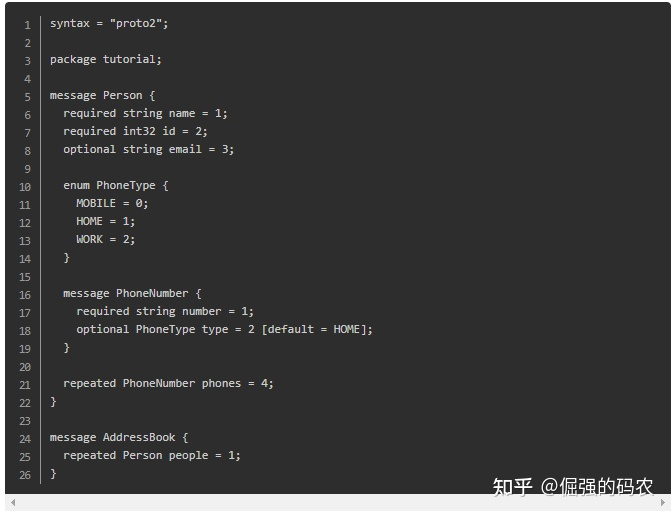 1 syntax = "proto2";
2
3 package tutorial;
4
5 message Person {
6   required string name = 1;
7   required int32 id = 2;
8   optional string email = 3;
9
10   enum PhoneType {
11     MOBILE = 0;
12     HOME = 1;
13     WORK = 2;
14   }
15
16   message PhoneNumber {
17     required string number = 1;
18     optional PhoneType type = 2 [default = HOME];
19   }
20
21   repeated PhoneNumber phones = 4;
22 }
23
24 message AddressBook {
25   repeated Person people = 1;
26 }
知乎 @倔强的码农